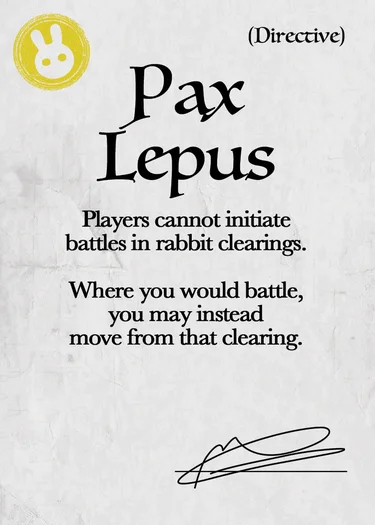 (Directive)
Pax
Lepus
Players cannot initiate
battles in rabbit clearings.
Where you would battle,
you may instead
move from that clearing.